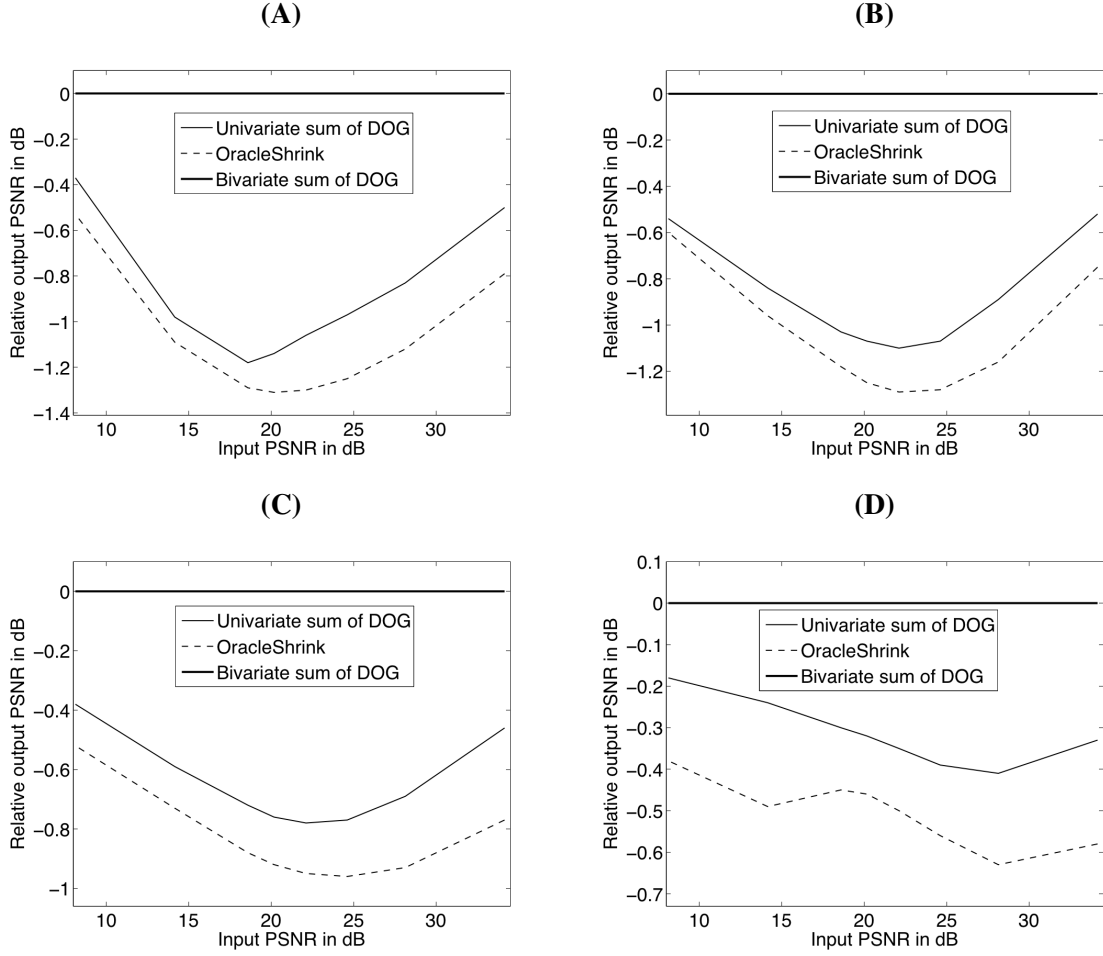 (A)
Relative output PSNR in dB
0
−0.2
−0.4
−0.6
−0.8
−1
−1.2
−1.4
Univariate sum of DOG
OracleShrink
Bivariate sum of DOG
10 15 20 25 30
Input PSNR in dB
(B)
Relative output PSNR in dB
0
−0.2
−0.4
−0.6
−0.8
−1
−1.2
Univariate sum of DOG
OracleShrink
Bivariate sum of DOG
10 15 20 25 30
Input PSNR in dB
(C)
Relative output PSNR in dB
0
−0.2
−0.4
−0.6
−0.8
−1
Univariate sum of DOG
OracleShrink
Bivariate sum of DOG
10 15 20 25 30
Input PSNR in dB
(D)
Relative output PSNR in dB
0.1
0
−0.1
−0.2
−0.3
−0.4
−0.5
−0.6
−0.7
Univariate sum of DOG
OracleShrink
Bivariate sum of DOG
10 15 20 25 30
Input PSNR in dB